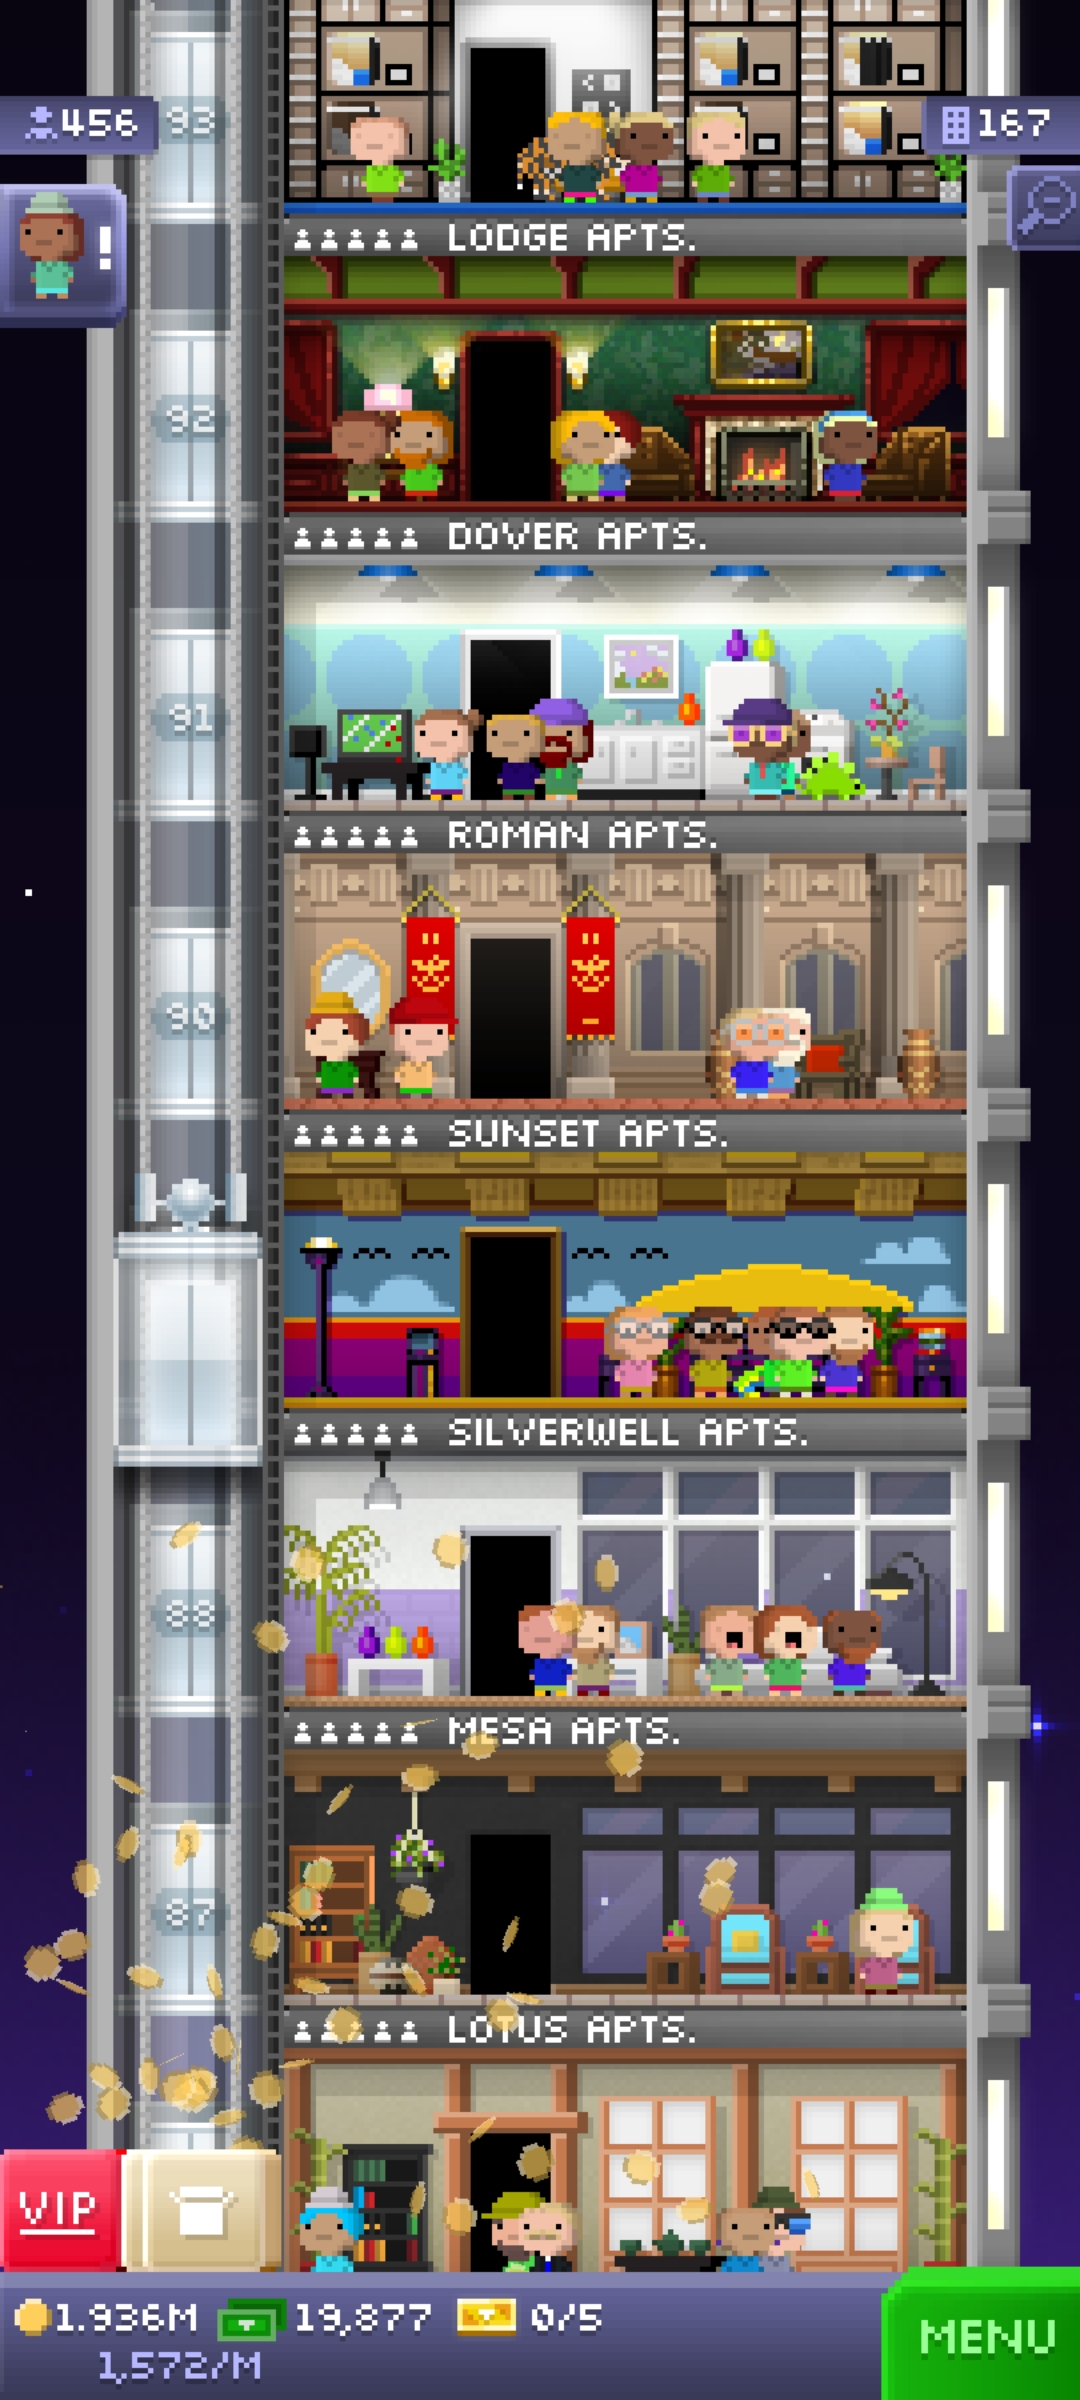 93
456
167
!
LODGE APTS.
92
DOVER APTS.
91
ROMAN APTS.
90
SUNSET APTS.
SILVERWELL APTS.
88
MESA APTS.
87
LOTUS APTS.
VIP
1.936M 19,877 0/5
1,572/M
MENU